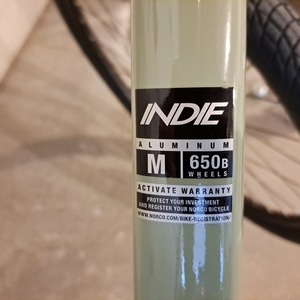 INDIE
ALUMINUM
M 650B WHEELS
ACTIVATE WARRANTY
PROTECT YOUR INVESTMENT
AND REGISTER YOUR NORCO BICYCLE
WWW.NORCO.COM/BIKE-REGISTRATION/